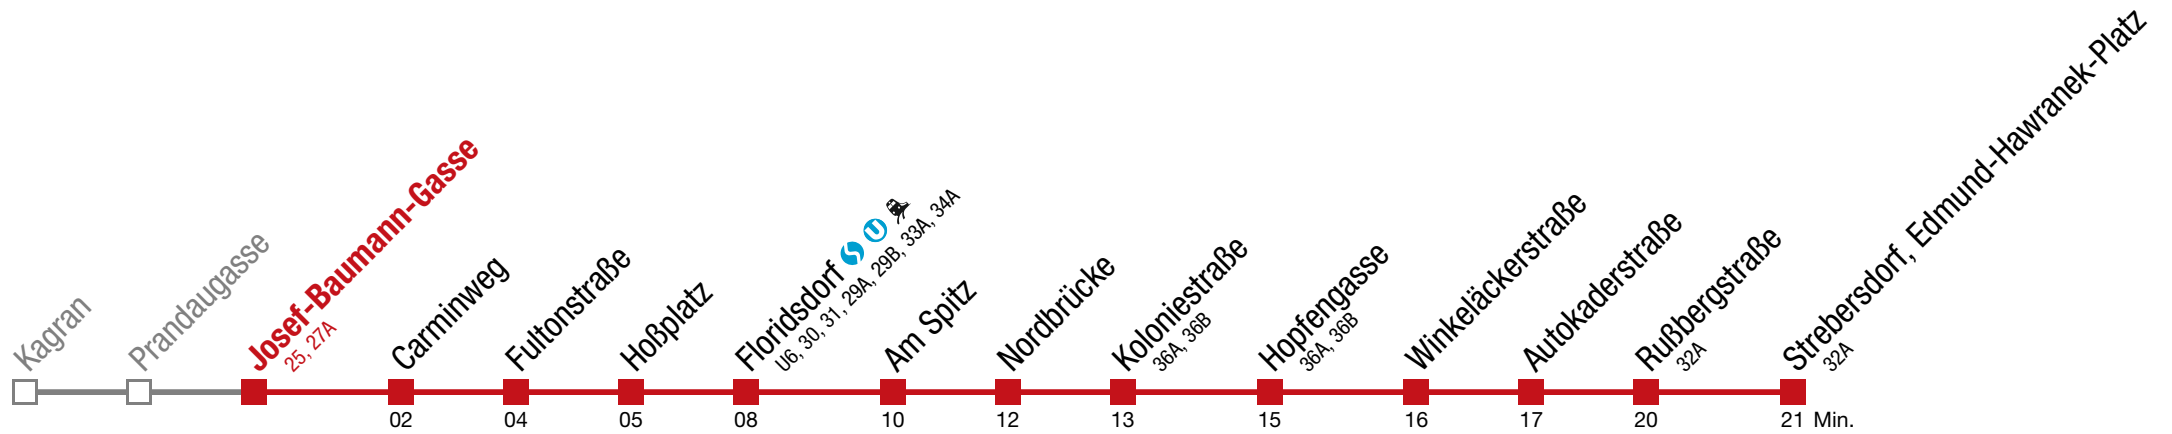 Kagran
Prandaugasse
Josef-Baumann-Gasse
25, 27A
Carminweg
Fultonstraße
Hoßplatz
Floridsdorf
U6, 30, 31, 29A, 29B, 33A, 34A
Am Spitz
Nordbrücke
Koloniestraße
36A, 36B
Hopfengasse
36A, 36B
Winkeläckerstraße
Autokaderstraße
Rußbergstraße
32A
Strebersdorf, Edmund-Hawranek-Platz
32A
02 04 05 08 10 12 13 15 16 17 20 21 Min.